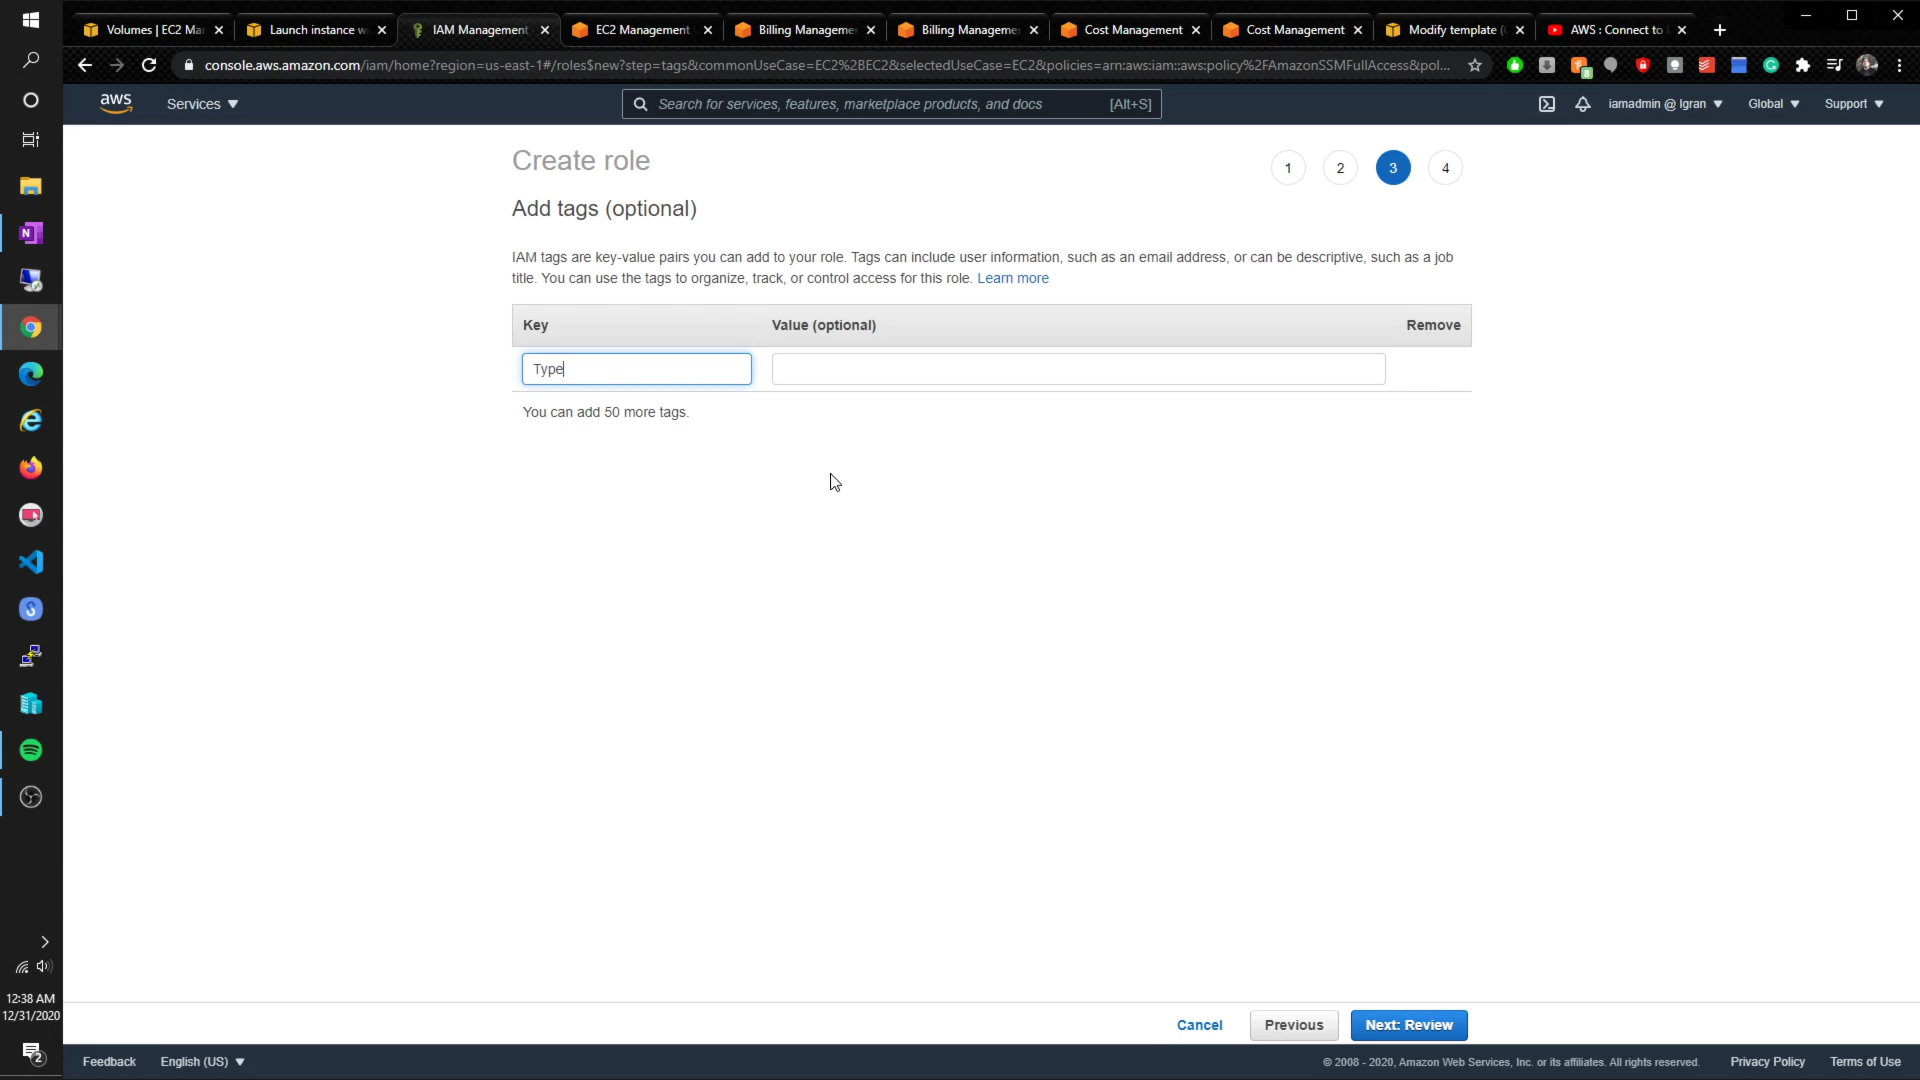 Volumes | EC2 Mar
Launch instance w
IAM Management
EC2 Management
Billing Manageme
Billing Manageme
Cost Management
Cost Management
Modify template (
AWS : Connect to
console.aws.amazon.com/iam/home?region=us-east-1#/roles$new?step=tags&commonUseCase=EC2%2BEC2&selectedUseCase=EC2&policies=arn:aws:iam::aws:policy%2FAmazonSSMFullAccess&pol...
8
aws
Services
Search for services, features, marketplace products, and docs
[Alt+S]
iamadmin @ lgran
Global
Support
Create role
1
2
3
4
Add tags (optional)
IAM tags are key-value pairs you can add to your role. Tags can include user information, such as an email address, or can be descriptive, such as a job
title. You can use the tags to organize, track, or control access for this role. Learn more
Key
Value (optional)
Remove
Type
You can add 50 more tags.
Cancel
Previous
Next: Review
12:38 AM
12/31/2020
2
Feedback
English (US)
© 2008 - 2020, Amazon Web Services, Inc. or its affiliates. All rights reserved.
Privacy Policy
Terms of Use